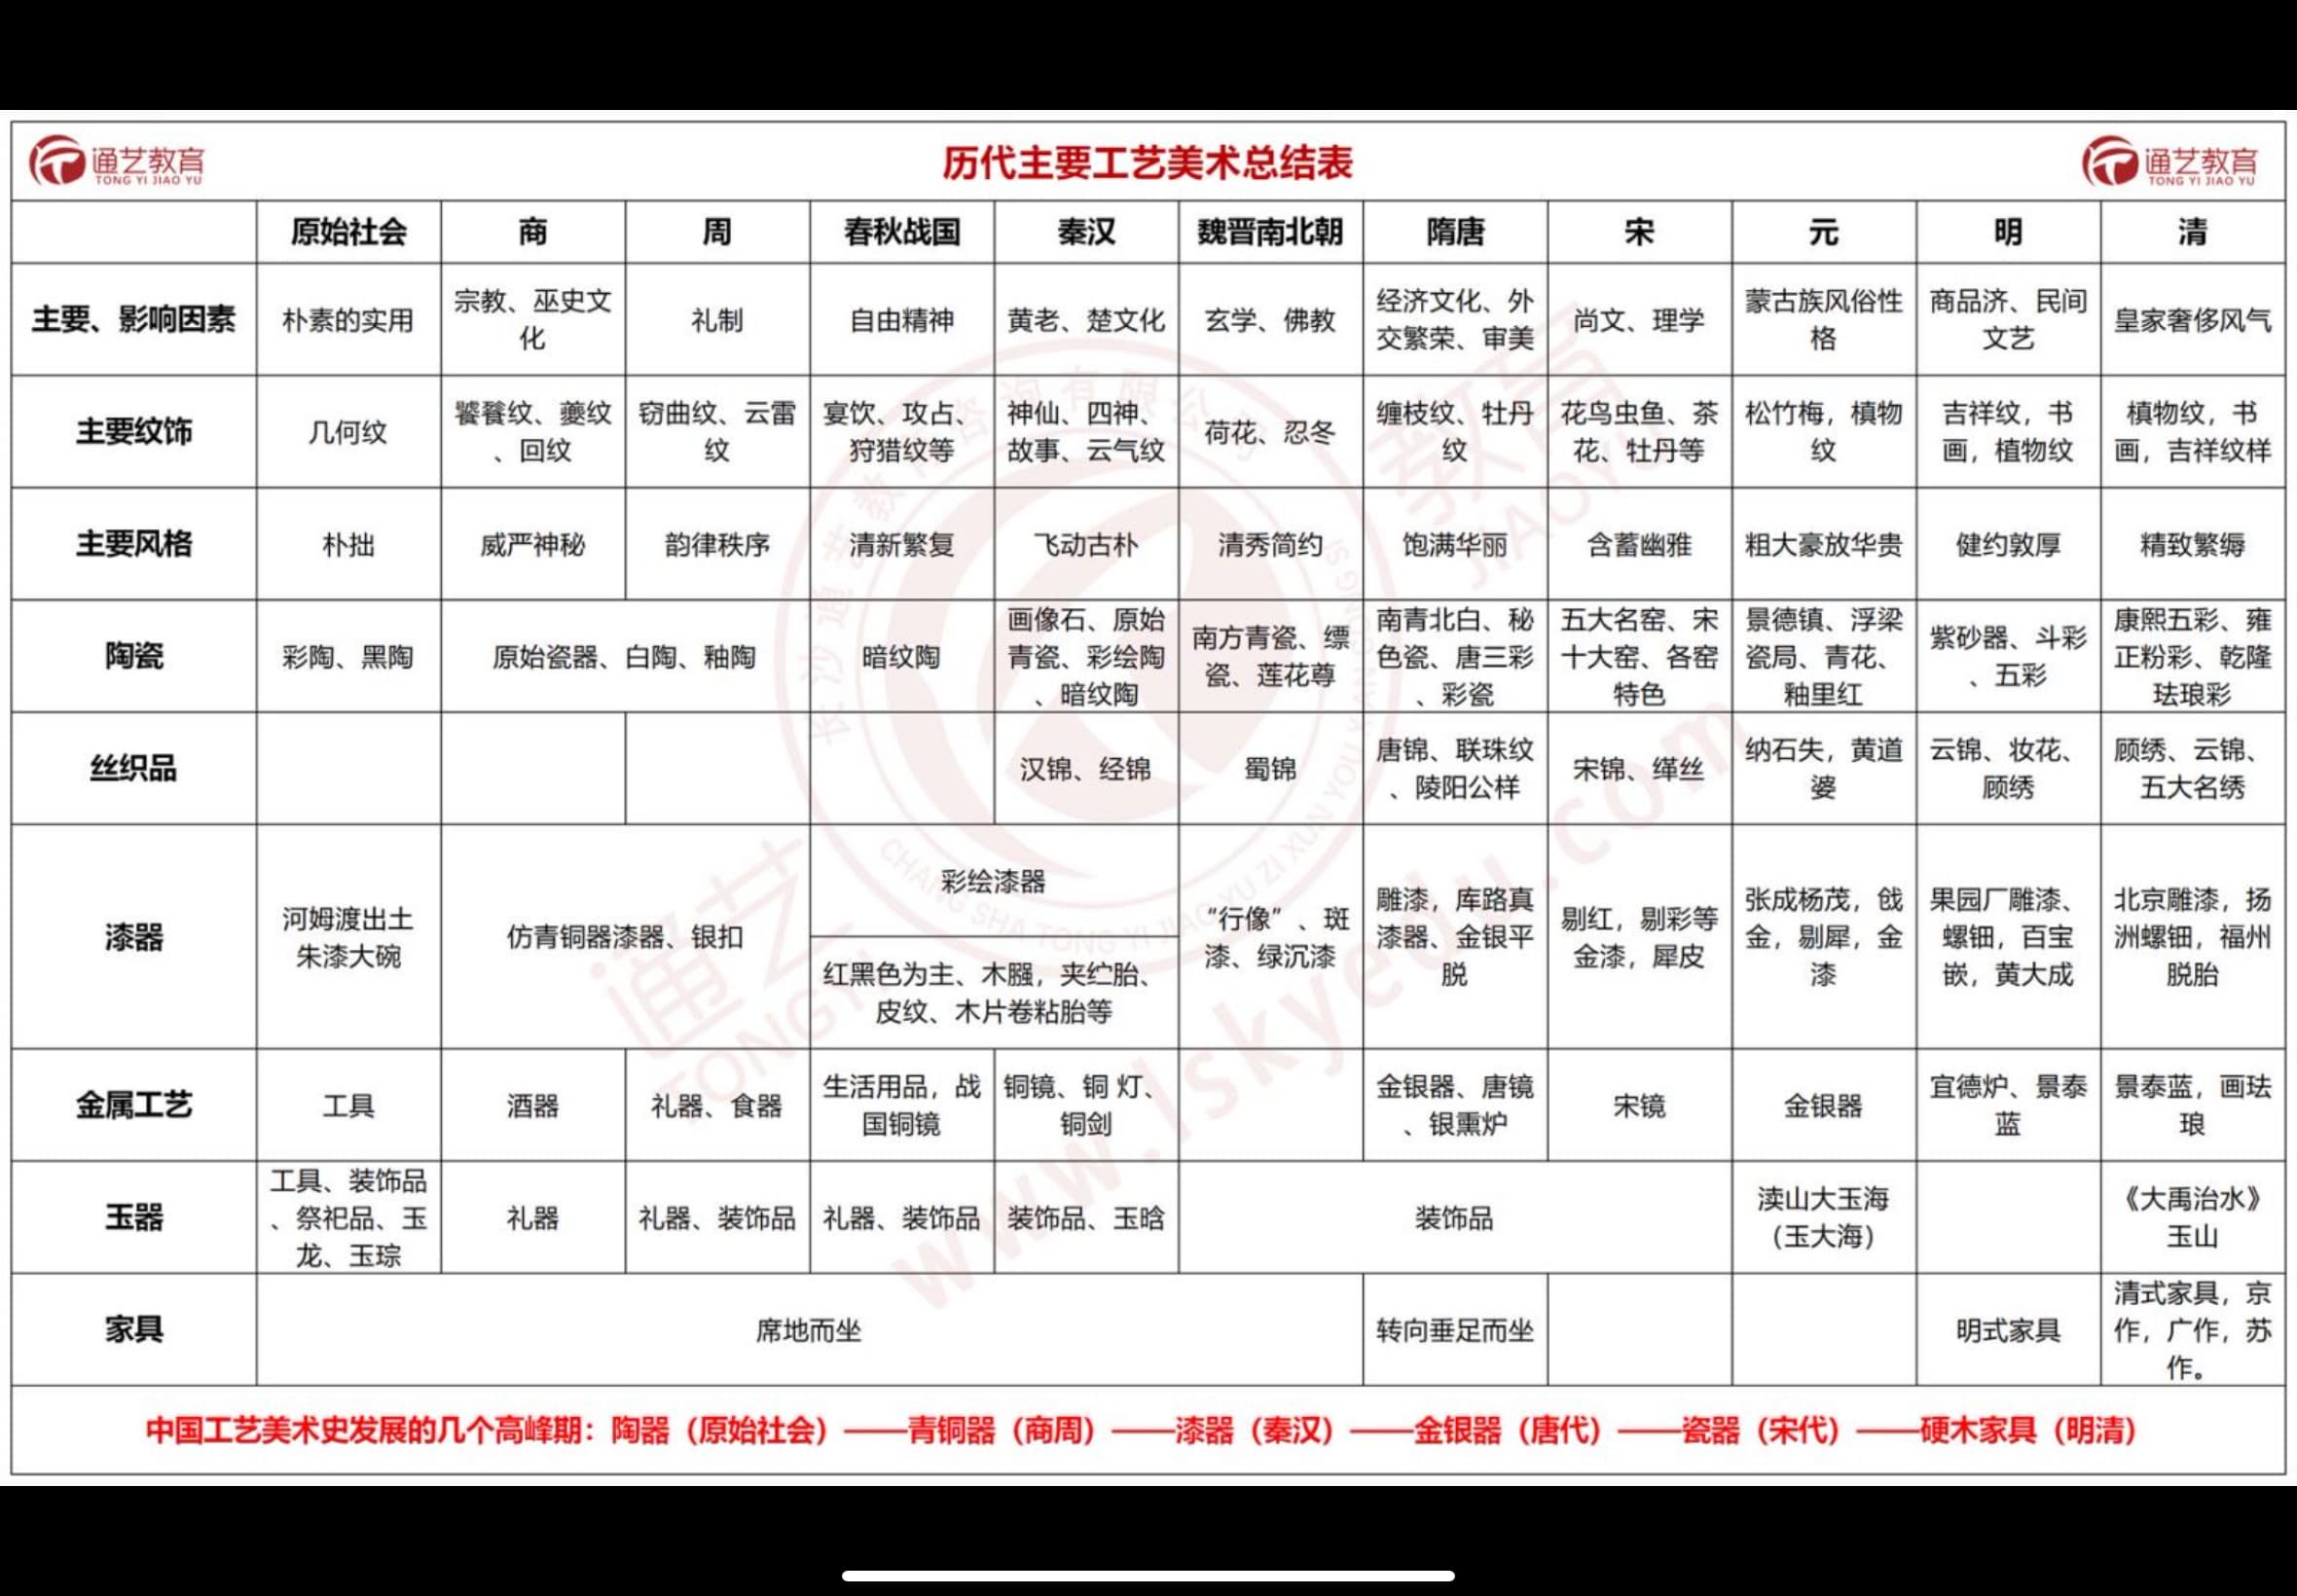 通艺教育
TONG YI JIAO YU
历代主要工艺美术总结表
通艺教育
TONG YI JIAO YU
原始社会 商 周 春秋战国 秦汉 魏晋南北朝 隋唐 宋 元 明 清
主要、影响因素
朴素的实用
宗教、巫史文
化
礼制
自由精神
黄老、楚文化
玄学、佛教
经济文化、外
交繁荣、审美
尚文、理学
蒙古族风俗性
格
商品济、民间
文艺
皇家奢侈风气
主要纹饰
几何纹
饕餮纹、夔纹
、回纹
窃曲纹、云雷
纹
宴饮、攻占、
狩猎纹等
神仙、四神、
故事、云气纹
荷花、忍冬
缠枝纹、牡丹
纹
花鸟虫鱼、茶
花、牡丹等
松竹梅，植物
纹
吉祥纹，书
画，植物纹
植物纹，书
画，吉祥纹样
主要风格
朴拙
威严神秘
韵律秩序
清新繁复
飞动古朴
清秀简约
饱满华丽
含蓄幽雅
粗大豪放华贵
健约敦厚
精致繁缛
陶瓷
彩陶、黑陶
原始瓷器、白陶、釉陶
暗纹陶
画像石、原始
青瓷、彩绘陶
、暗纹陶
南方青瓷、缥
瓷、莲花尊
南青北白、秘
色瓷、唐三彩
、彩瓷
五大名窑、宋
十大窑、各窑
特色
景德镇、浮梁
瓷局、青花、
釉里红
紫砂器、斗彩
、五彩
康熙五彩、雍
正粉彩、乾隆
珐琅彩
丝织品
汉锦、经锦
蜀锦
唐锦、联珠纹
、陵阳公样
宋锦、缂丝
纳石失，黄道
婆
云锦、妆花、
顾绣
顾绣、云锦、
五大名绣
漆器
河姆渡出土
朱漆大碗
仿青铜器漆器、银扣
彩绘漆器
红黑色为主、木胎，夹纻胎、
皮纹、木片卷粘胎等
“行像”、斑
漆、绿沉漆
雕漆，库路真
漆器、金银平
脱
剔红，剔彩等
金漆，犀皮
张成杨茂，戗
金，剔犀，金
漆
果园厂雕漆、
螺钿，百宝
嵌，黄大成
北京雕漆，扬
洲螺钿，福州
脱胎
金属工艺
工具
酒器
礼器、食器
生活用品，战
国铜镜
铜镜、铜 灯、
铜剑
金银器、唐镜
、银熏炉
宋镜
金银器
宜德炉、景泰
蓝
景泰蓝，画珐
琅
玉器
工具、装饰品
、祭祀品、玉
龙、玉琮
礼器
礼器、装饰品
礼器、装饰品
装饰品、玉晗
装饰品
渎山大玉海
（玉大海）
《大禹治水》
玉山
家具
席地而坐
转向垂足而坐
明式家具
清式家具，京
作，广作，苏
作。
中国工艺美术史发展的几个高峰期：陶器（原始社会）——青铜器（商周）——漆器（秦汉）——金银器（唐代）——瓷器（宋代）——硬木家具（明清）
通艺教育
TONGYI JIAOYU
www.lskyedu.com